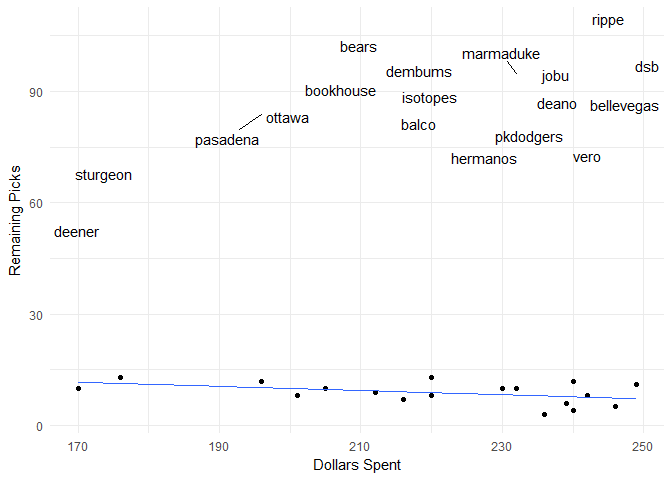 rippe
bears
marmaduke
dembums
jobu
dsb
90
bookhouse
isotopes
deano
bellevegas
ottawa
balco
pasadena
pkdodgers
hermanos
vero
sturgeon
60
deener
Remaining Picks
30
0
170 190 210 230 250
Dollars Spent